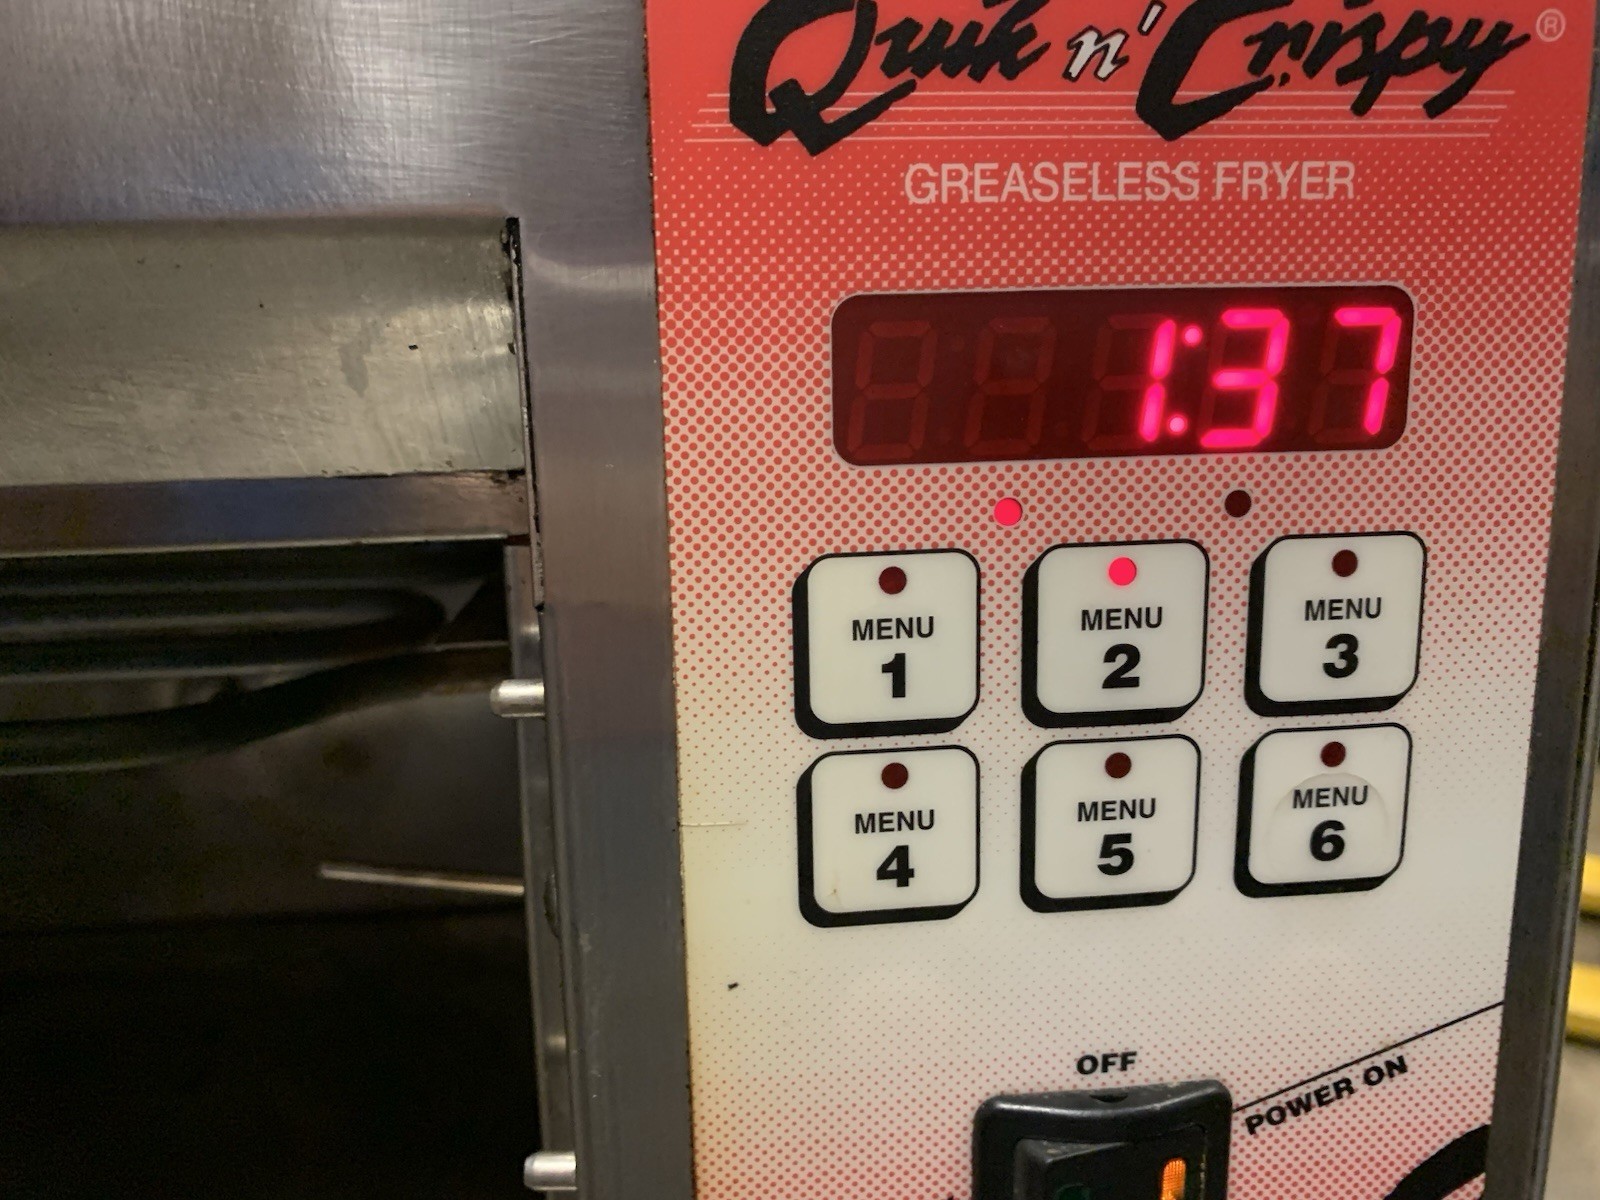 Quik n' Crispy®
GREASELESS FRYER
1:37
MENU
1
MENU
2
MENU
3
MENU
4
MENU
5
MENU
6
OFF
POWER ON